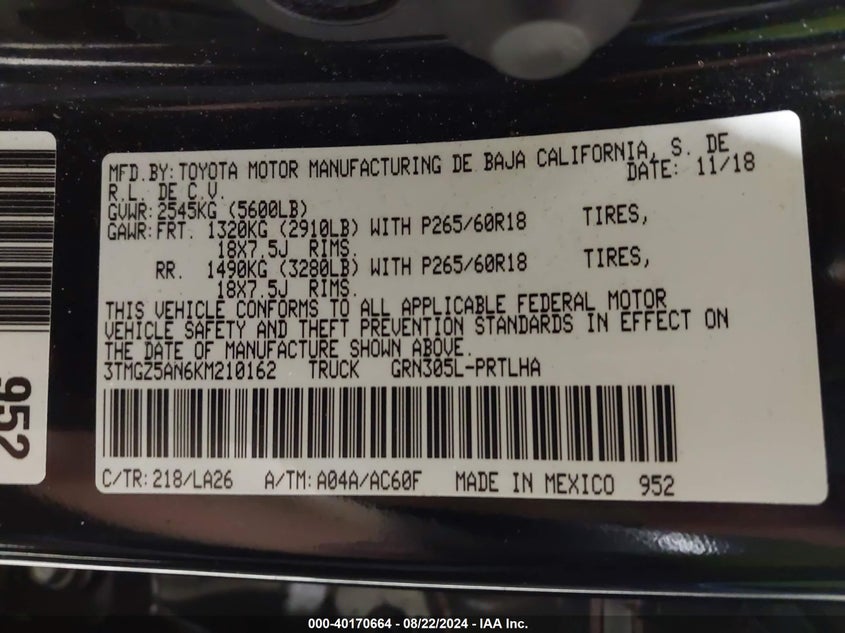 MFD.BY: TOYOTA MOTOR MANUFACTURING DE BAJA CALIFORNIA, S. DE
R.L. DE C.V. DATE: 11/18
GVWR: 2545KG (5600LB)
GAWR: FRT. 1320KG (2910LB) WITH P265/60R18 TIRES,
18X7.5J RIMS.
RR. 1490KG (3280LB) WITH P265/60R18 TIRES,
18X7.5J RIMS.
THIS VEHICLE CONFORMS TO ALL APPLICABLE FEDERAL MOTOR
VEHICLE SAFETY AND THEFT PREVENTION STANDARDS IN EFFECT ON
THE DATE OF MANUFACTURE SHOWN ABOVE.
3TMGZ5AN6KM210162 TRUCK GRN305L-PRTLHA
C/TR: 218/LA26 A/TM: A04A/AC60F MADE IN MEXICO 952
952
000-40170664 - 08/22/2024 - IAA Inc.